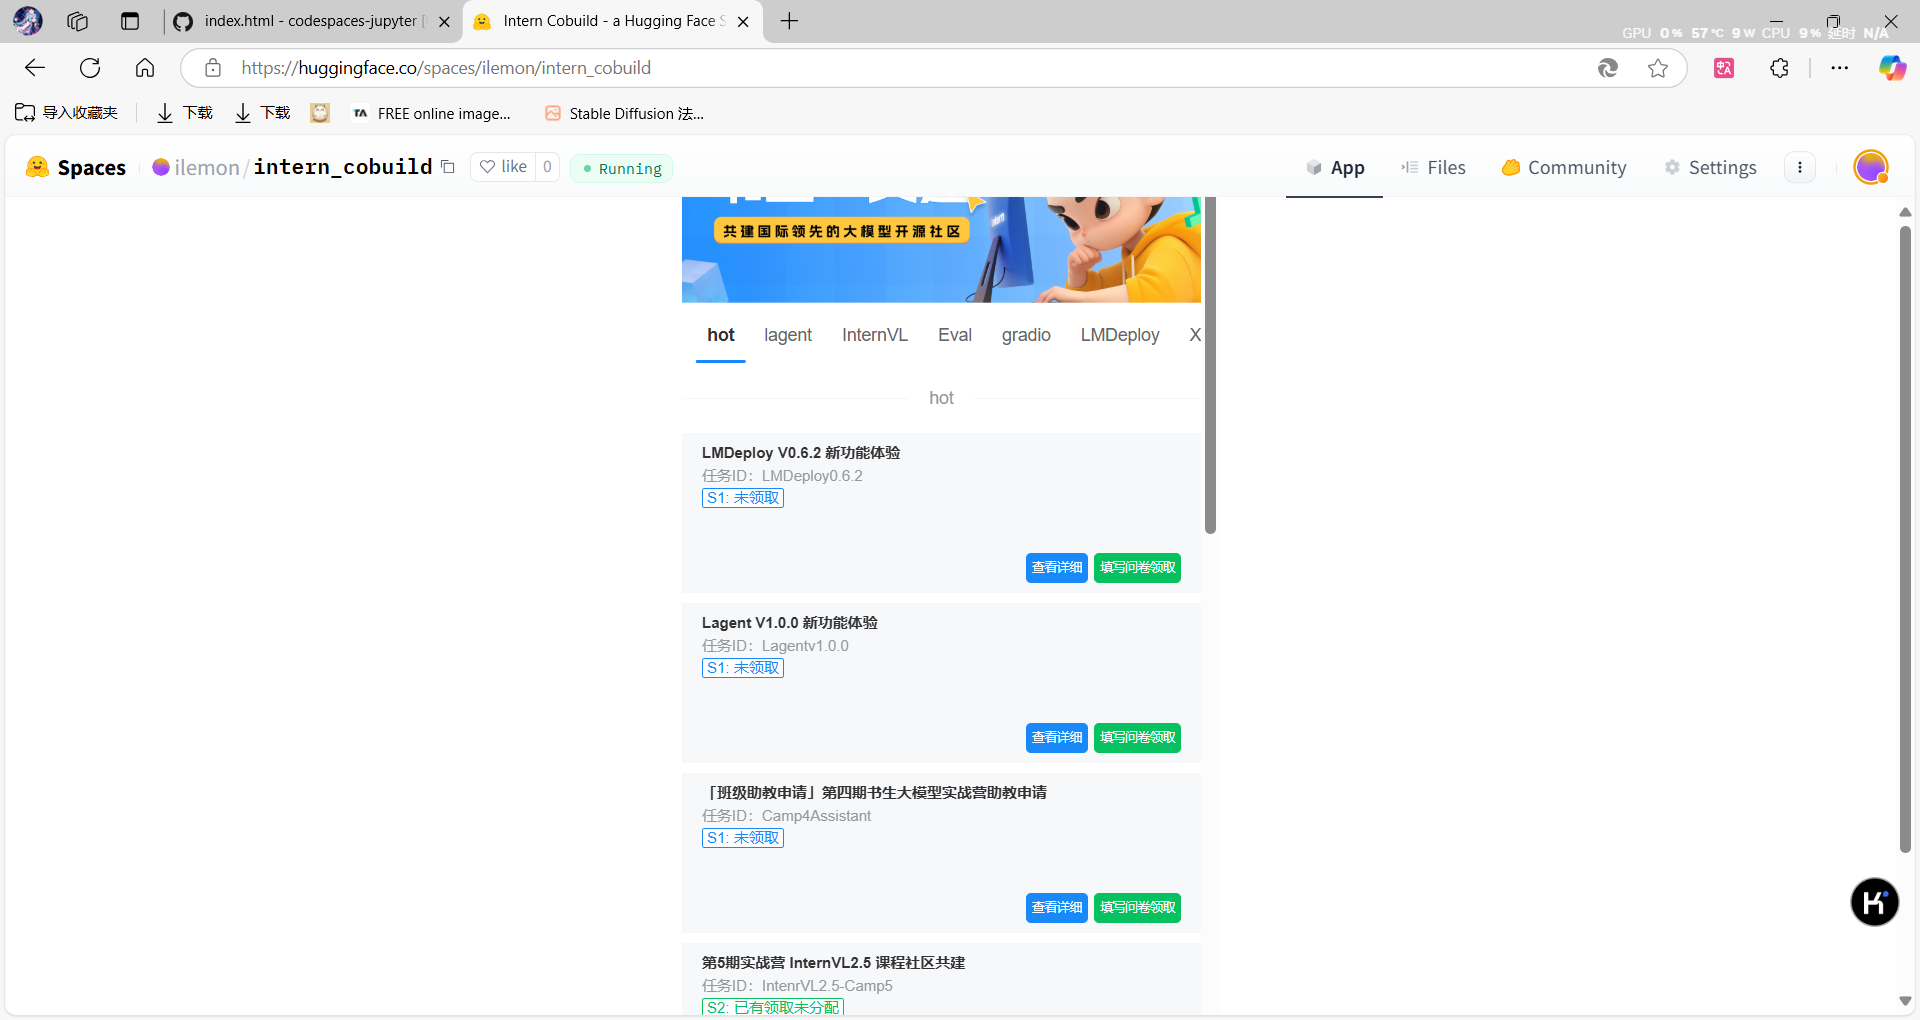 index.html - codespaces-jupyter [
Intern Cobuild - a Hugging Face S
GPU 0% 57℃ 9W CPU 9% 延时 N/A
https://huggingface.co/spaces/ilemon/intern_cobuild
导入收藏夹
下载
下载
TA FREE online image...
Stable Diffusion 法...
Spaces
ilemon/intern_cobuild
like 0
Running
App
Files
Community
Settings
共建国际领先的大模型开源社区
hot lagent InternVL Eval gradio LMDeploy X
hot
LMDeploy V0.6.2 新功能体验
任务ID：LMDeploy0.6.2
S1: 未领取
查看详细 填写问卷领取
Lagent V1.0.0 新功能体验
任务ID：Lagentv1.0.0
S1: 未领取
查看详细 填写问卷领取
「班级助教申请」第四期书生大模型实战营助教申请
任务ID：Camp4Assistant
S1: 未领取
查看详细 填写问卷领取
第5期实战营 InternVL2.5 课程社区共建
任务ID：IntenrVL2.5-Camp5
S2: 已有领取未分配